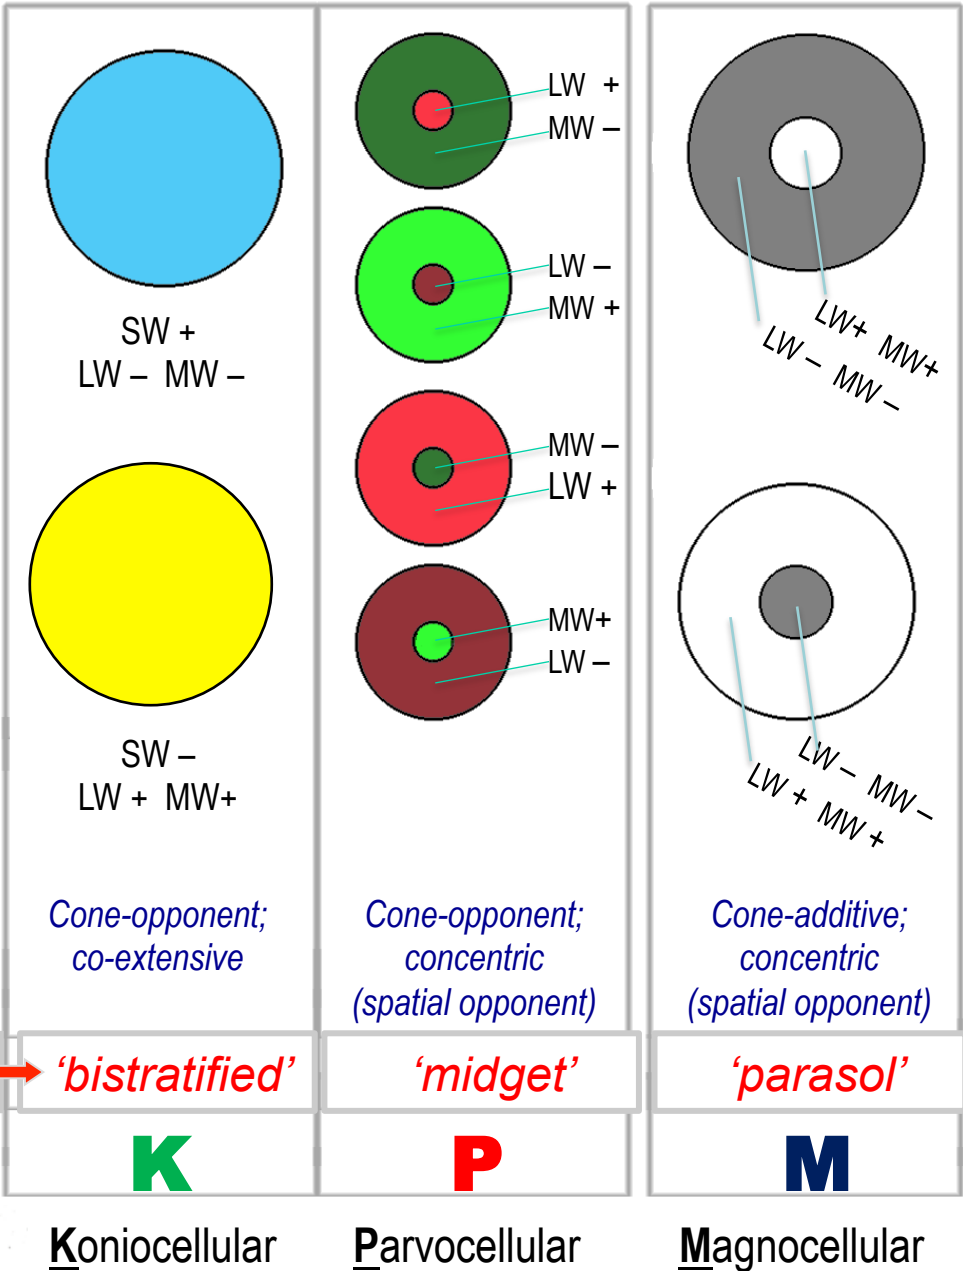 SW +
LW – MW –
SW –
LW + MW+
Cone-opponent;
co-extensive
'bistratified'
K
Koniocellular
LW +
MW –
LW –
MW +
MW –
LW +
MW+
LW –
Cone-opponent;
concentric
(spatial opponent)
'midget'
P
Parvocellular
LW+ MW+
LW – MW –
LW – MW –
LW + MW +
Cone-additive;
concentric
(spatial opponent)
'parasol'
M
Magnocellular